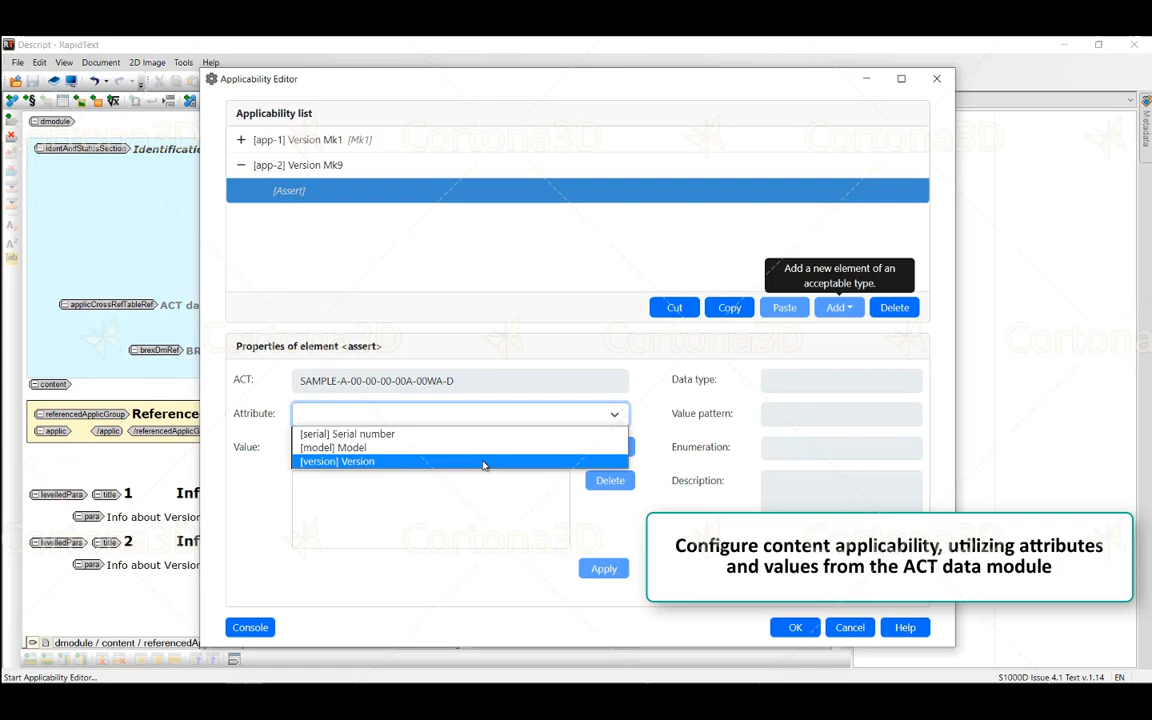 Descript - RapidText
File Edit View Document 2D Image Tools Help
Applicability Editor
Applicability list
+ [app-1] Version Mk1 [Mk1]
− [app-2] Version Mk9
[Assert]
Add a new element of an
acceptable type.
Cut Copy Paste Add Delete
Properties of element <assert>
ACT: SAMPLE-A-00-00-00-00A-00WA-D
Attribute:
[serial] Serial number
[model] Model
[version] Version
Value:
Delete
Apply
Data type:
Value pattern:
Enumeration:
Description:
Console OK Cancel Help
dmodule
identAndStatusSection Identificatio
applicCrossRefTableRef ACT da
brexDmRef BR
content
referencedApplicGroup Reference
applic /applic /referencedApplicG
levelledPara title 1 Inf
para Info about Version
levelledPara title 2 Inf
para Info about Version
Metadata
Configure content applicability, utilizing attributes
and values from the ACT data module
dmodule / content / referencedAp
Start Applicability Editor... S1000D Issue 4.1 Text v.1.14 EN
Cortona3D